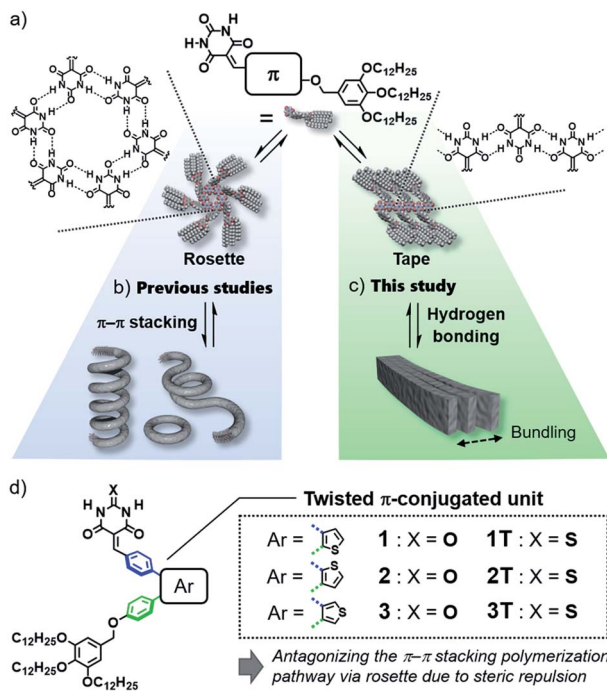 a)
π
OC₁₂H₂₅
OC₁₂H₂₅
OC₁₂H₂₅
=
Rosette
Tape
b) Previous studies
c) This study
π–π stacking
Hydrogen
bonding
Bundling
d)
Twisted π-conjugated unit
X
HN NH
O O
Ar
O
C₁₂H₂₅O
C₁₂H₂₅O
OC₁₂H₂₅
Ar = S 1 : X = O 1T : X = S
Ar = S 2 : X = O 2T : X = S
Ar = S 3 : X = O 3T : X = S
Antagonizing the π–π stacking polymerization
pathway via rosette due to steric repulsion